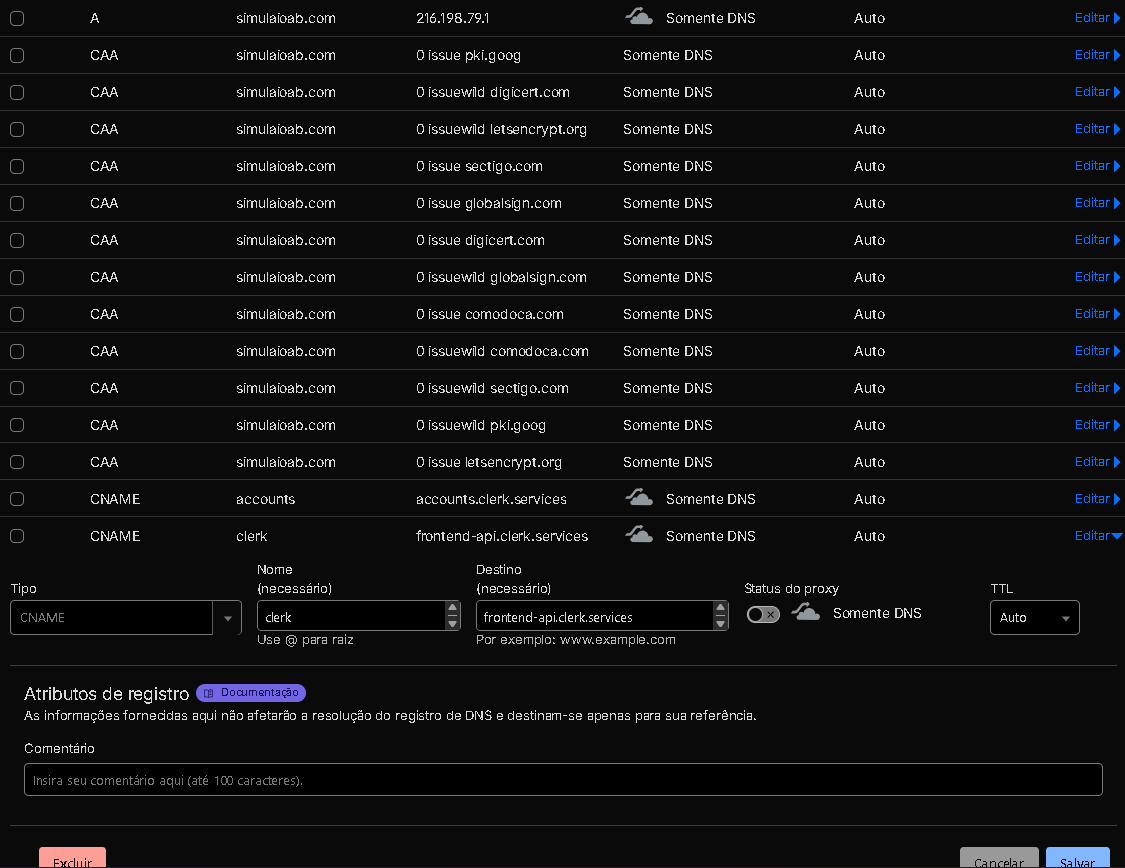 A simulaioab.com 216.198.79.1 Somente DNS Auto Editar
CAA simulaioab.com 0 issue pki.goog Somente DNS Auto Editar
CAA simulaioab.com 0 issuewild digicert.com Somente DNS Auto Editar
CAA simulaioab.com 0 issuewild letsencrypt.org Somente DNS Auto Editar
CAA simulaioab.com 0 issue sectigo.com Somente DNS Auto Editar
CAA simulaioab.com 0 issue globalsign.com Somente DNS Auto Editar
CAA simulaioab.com 0 issue digicert.com Somente DNS Auto Editar
CAA simulaioab.com 0 issuewild globalsign.com Somente DNS Auto Editar
CAA simulaioab.com 0 issue comodoca.com Somente DNS Auto Editar
CAA simulaioab.com 0 issuewild comodoca.com Somente DNS Auto Editar
CAA simulaioab.com 0 issuewild sectigo.com Somente DNS Auto Editar
CAA simulaioab.com 0 issuewild pki.goog Somente DNS Auto Editar
CAA simulaioab.com 0 issue letsencrypt.org Somente DNS Auto Editar
CNAME accounts accounts.clerk.services Somente DNS Auto Editar
CNAME clerk frontend-api.clerk.services Somente DNS Auto Editar
Nome Destino
Tipo (necessário) (necessário) Status do proxy TTL
CNAME clerk frontend-api.clerk.services Somente DNS Auto
Use @ para raiz Por exemplo: www.example.com
Atributos de registro Documentação
As informações fornecidas aqui não afetarão a resolução do registro de DNS e destinam-se apenas para sua referência.
Comentário
Insira seu comentário aqui (até 100 caracteres).
Excluir Cancelar Salvar